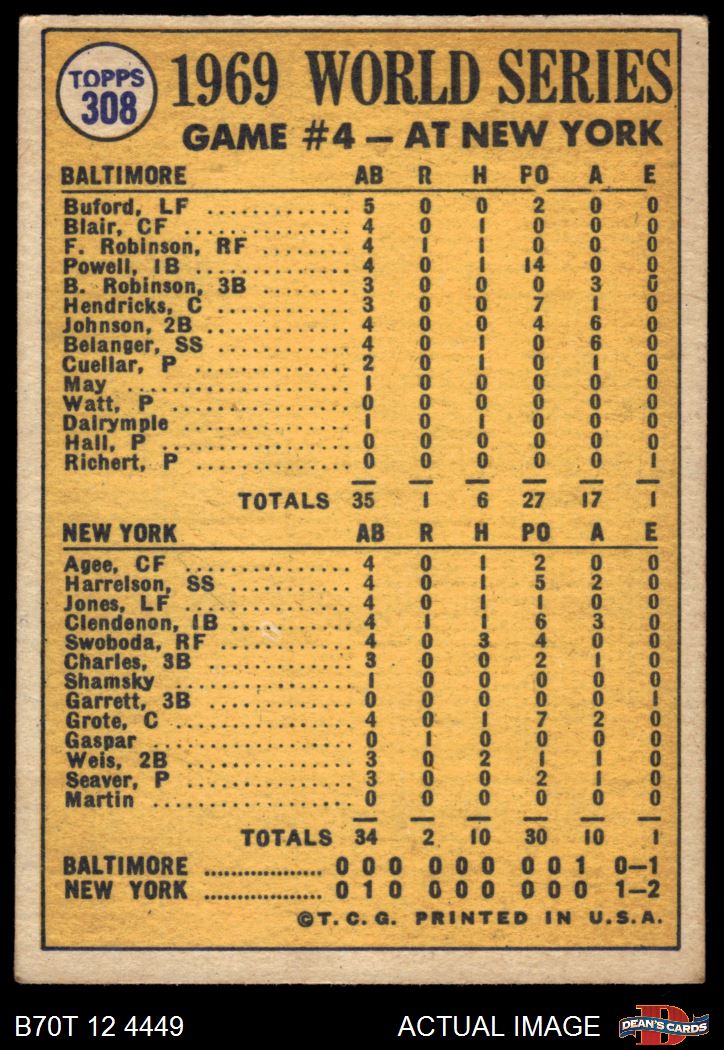 TOPPS
308
1969 WORLD SERIES
GAME #4 – AT NEW YORK
BALTIMORE AB R H PO A E
Buford, LF ............. 5 0 0 2 0 0
Blair, CF ............... 4 0 1 0 0 0
F. Robinson, RF ........ 4 1 1 0 0 0
Powell, 1B .............. 4 0 1 14 0 0
B. Robinson, 3B ......... 3 0 0 0 3 0
Hendricks, C ............ 3 0 0 7 1 0
Johnson, 2B ............ 4 0 0 4 6 0
Belanger, SS ............ 4 0 1 0 6 0
Cuellar, P .............. 2 0 1 0 1 0
May .................... 1 0 0 0 0 0
Watt, P ................ 0 0 0 0 0 0
Dalrymple .............. 1 0 1 0 0 0
Hall, P ................. 0 0 0 0 0 0
Richert, P .............. 0 0 0 0 0 1
TOTALS 35 1 6 27 17 1
NEW YORK AB R H PO A E
Agee, CF ............... 4 0 1 2 0 0
Harrelson, SS ........... 4 0 1 5 2 0
Jones, LF ............... 4 0 1 1 0 0
Clendenon, 1B .......... 4 1 1 6 3 0
Swoboda, RF ............ 4 0 3 4 0 0
Charles, 3B ............. 3 0 0 2 1 0
Shamsky ................ 1 0 0 0 0 0
Garrett, 3B ............. 0 0 0 0 0 1
Grote, C ................ 4 0 1 7 2 0
Gaspar ................. 0 1 0 0 0 0
Weis, 2B ............... 3 0 2 1 1 0
Seaver, P ............... 3 0 0 2 1 0
Martin .................. 0 0 0 0 0 0
TOTALS 34 2 10 30 10 1
BALTIMORE .................... 0 0 0 0 0 0 0 0 1 0–1
NEW YORK .................... 0 1 0 0 0 0 0 0 0 1–2
©T.C.G. PRINTED IN U.S.A.
B70T 12 4449 ACTUAL IMAGE
D
DEAN'S CARDS